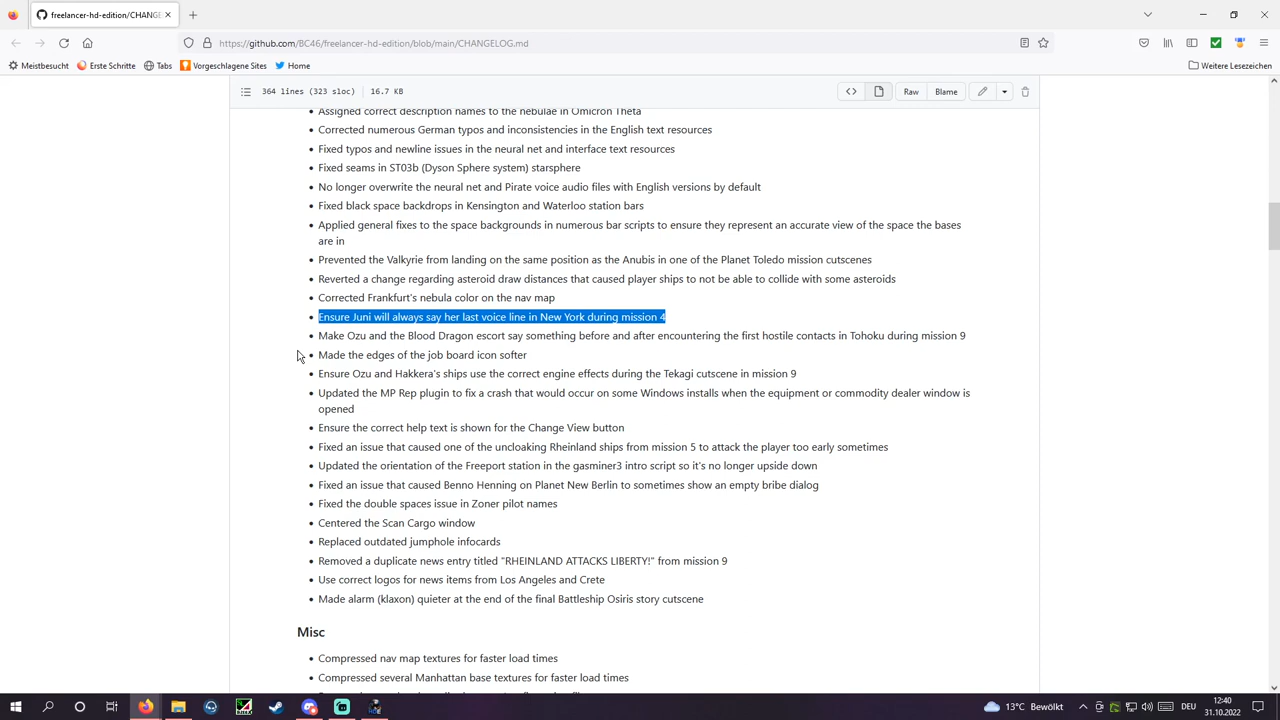 freelancer-hd-edition/CHANGELO
https://github.com/BC46/freelancer-hd-edition/blob/main/CHANGELOG.md
Meistbesucht Erste Schritte Tabs Vorgeschlagene Sites Home Weitere Lesezeichen
364 lines (323 sloc) 16.7 KB Raw Blame
Assigned correct description names to the nebulae in Omicron Theta
Corrected numerous German typos and inconsistencies in the English text resources
Fixed typos and newline issues in the neural net and interface text resources
Fixed seams in ST03b (Dyson Sphere system) starsphere
No longer overwrite the neural net and Pirate voice audio files with English versions by default
Fixed black space backdrops in Kensington and Waterloo station bars
Applied general fixes to the space backgrounds in numerous bar scripts to ensure they represent an accurate view of the space the bases
are in
Prevented the Valkyrie from landing on the same position as the Anubis in one of the Planet Toledo mission cutscenes
Reverted a change regarding asteroid draw distances that caused player ships to not be able to collide with some asteroids
Corrected Frankfurt's nebula color on the nav map
Ensure Juni will always say her last voice line in New York during mission 4
Make Ozu and the Blood Dragon escort say something before and after encountering the first hostile contacts in Tohoku during mission 9
Made the edges of the job board icon softer
Ensure Ozu and Hakkera's ships use the correct engine effects during the Tekagi cutscene in mission 9
Updated the MP Rep plugin to fix a crash that would occur on some Windows installs when the equipment or commodity dealer window is
opened
Ensure the correct help text is shown for the Change View button
Fixed an issue that caused one of the uncloaking Rheinland ships from mission 5 to attack the player too early sometimes
Updated the orientation of the Freeport station in the gasminer3 intro script so it's no longer upside down
Fixed an issue that caused Benno Henning on Planet New Berlin to sometimes show an empty bribe dialog
Fixed the double spaces issue in Zoner pilot names
Centered the Scan Cargo window
Replaced outdated jumphole infocards
Removed a duplicate news entry titled "RHEINLAND ATTACKS LIBERTY!" from mission 9
Use correct logos for news items from Los Angeles and Crete
Made alarm (klaxon) quieter at the end of the final Battleship Osiris story cutscene
Misc
Compressed nav map textures for faster load times
Compressed several Manhattan base textures for faster load times
13°C Bewölkt DEU 12:40
31.10.2022